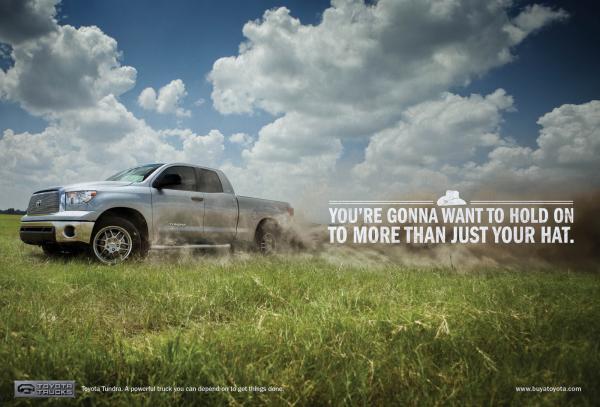 YOU'RE GONNA WANT TO HOLD ON
TO MORE THAN JUST YOUR HAT.
TUNDRA
TOYOTA
TRUCKS
Toyota Tundra. A powerful truck you can depend on to get things done.
www.buyatoyota.com